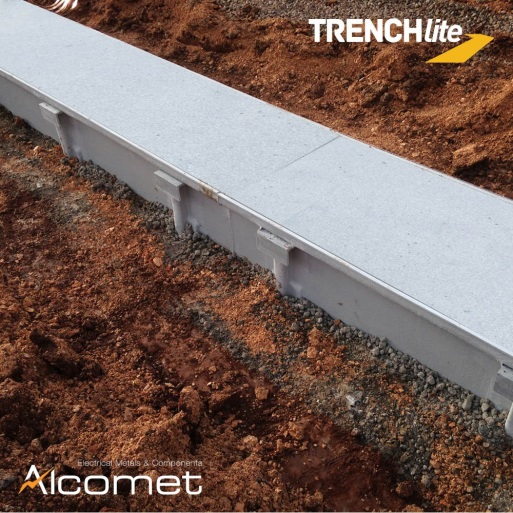 TRENCHlite
Electrical Metals & Components
Alcomet